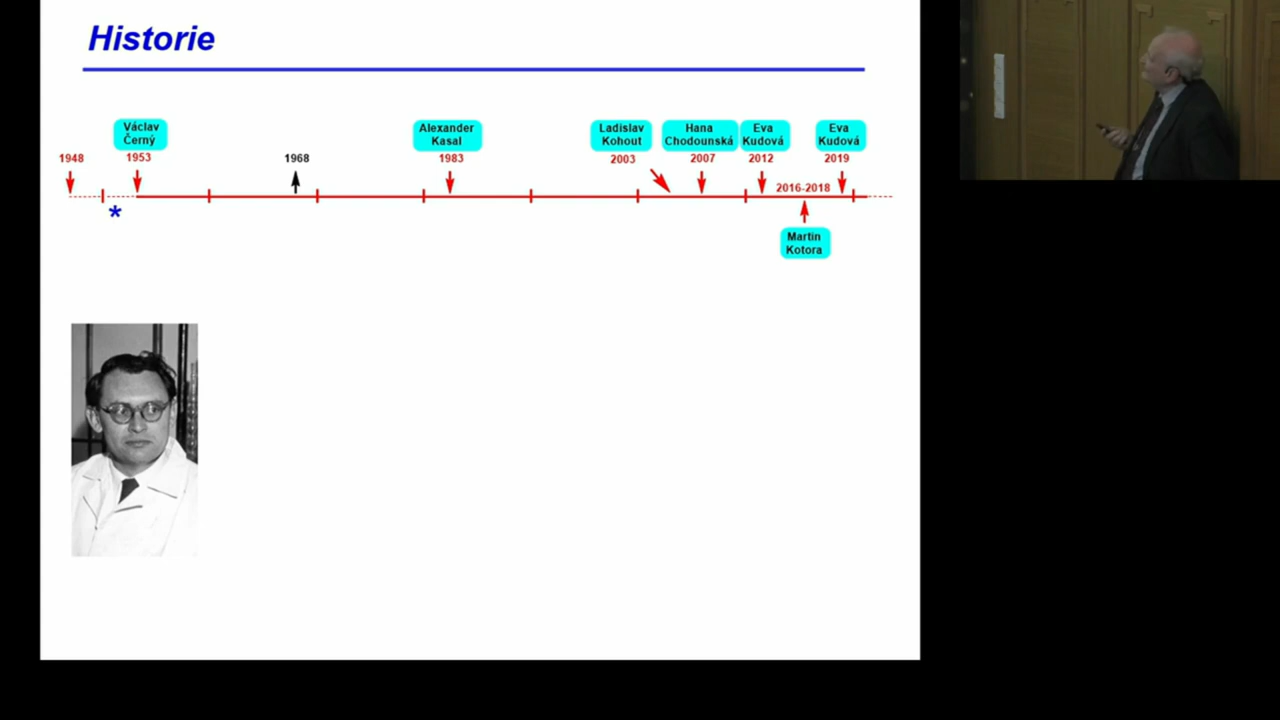 Historie
Václav
Černý
Alexander
Kasal
Ladislav
Kohout
Hana
Chodounská
Eva
Kudová
Eva
Kudová
1948
1953
1968
1983
2003
2007
2012
2019
2016-2018
*
Martin
Kotora